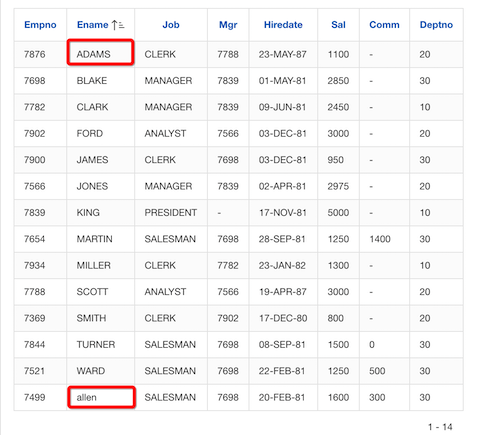 Empno Ename Job Mgr Hiredate Sal Comm Deptno
7876 ADAMS CLERK 7788 23-MAY-87 1100 - 20
7698 BLAKE MANAGER 7839 01-MAY-81 2850 - 30
7782 CLARK MANAGER 7839 09-JUN-81 2450 - 10
7902 FORD ANALYST 7566 03-DEC-81 3000 - 20
7900 JAMES CLERK 7698 03-DEC-81 950 - 30
7566 JONES MANAGER 7839 02-APR-81 2975 - 20
7839 KING PRESIDENT - 17-NOV-81 5000 - 10
7654 MARTIN SALESMAN 7698 28-SEP-81 1250 1400 30
7934 MILLER CLERK 7782 23-JAN-82 1300 - 10
7788 SCOTT ANALYST 7566 19-APR-87 3000 - 20
7369 SMITH CLERK 7902 17-DEC-80 800 - 20
7844 TURNER SALESMAN 7698 08-SEP-81 1500 0 30
7521 WARD SALESMAN 7698 22-FEB-81 1250 500 30
7499 allen SALESMAN 7698 20-FEB-81 1600 300 30
1 - 14